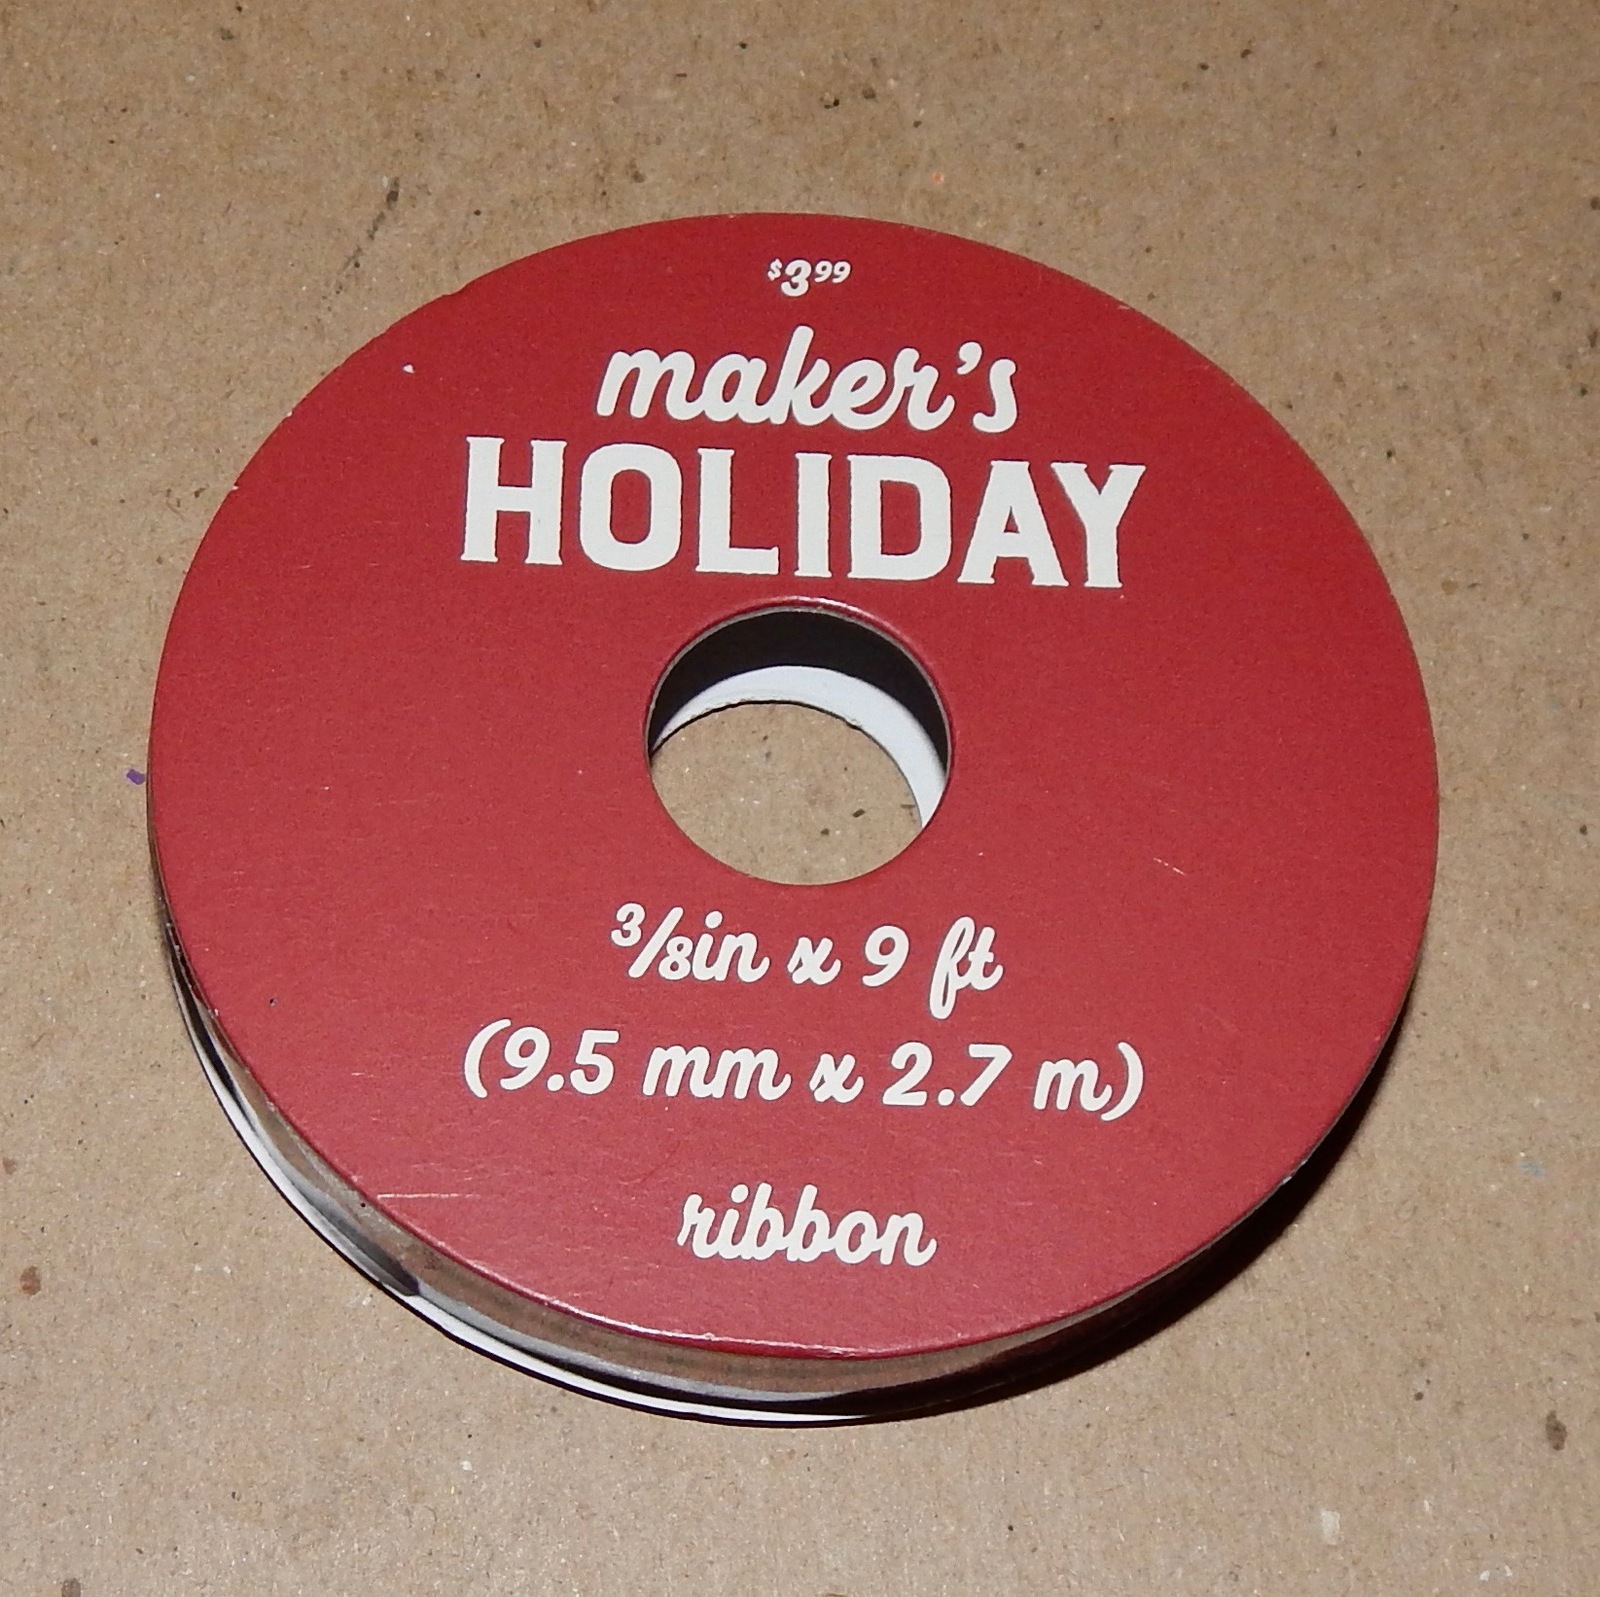 $3.99
maker's
HOLIDAY
3/8in x 9 ft
(9.5 mm x 2.7 m)
ribbon